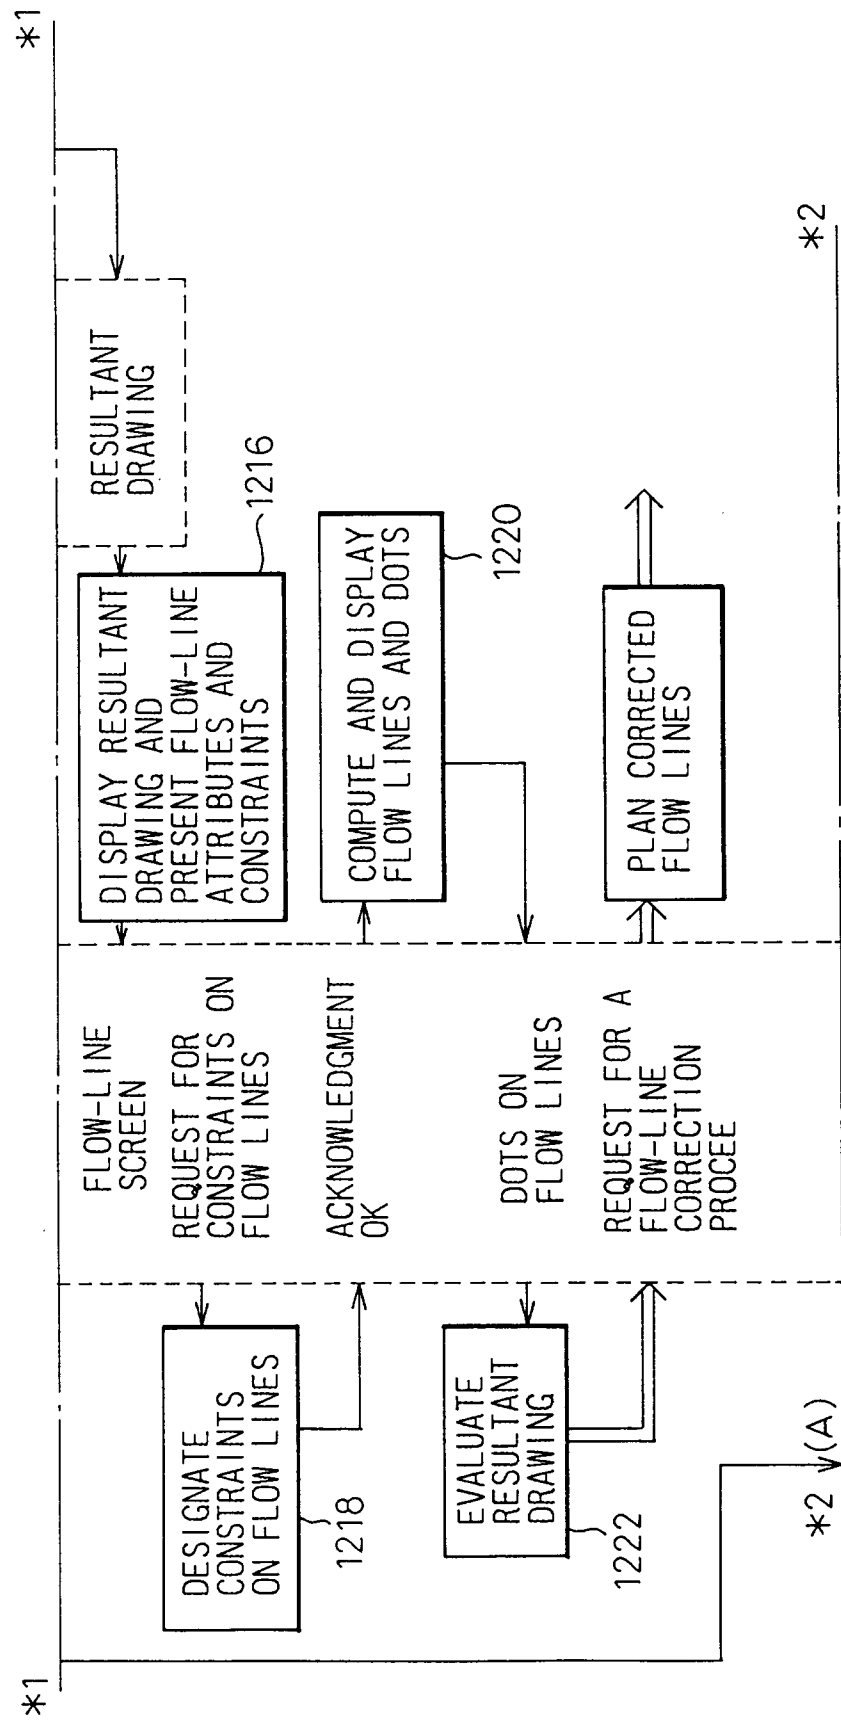 *1
*1
RESULTANT
DRAWING
DISPLAY RESULTANT
DRAWING AND
PRESENT FLOW-LINE
ATTRIBUTES AND
CONSTRAINTS
1216
FLOW-LINE
SCREEN
REQUEST FOR
CONSTRAINTS ON
FLOW LINES
DESIGNATE
CONSTRAINTS
ON FLOW LINES
1218
ACKNOWLEDGMENT
OK
COMPUTE AND DISPLAY
FLOW LINES AND DOTS
1220
DOTS ON
FLOW LINES
EVALUATE
RESULTANT
DRAWING
1222
REQUEST FOR A
FLOW-LINE
CORRECTION
PROCEE
PLAN CORRECTED
FLOW LINES
*2
(A)
*2